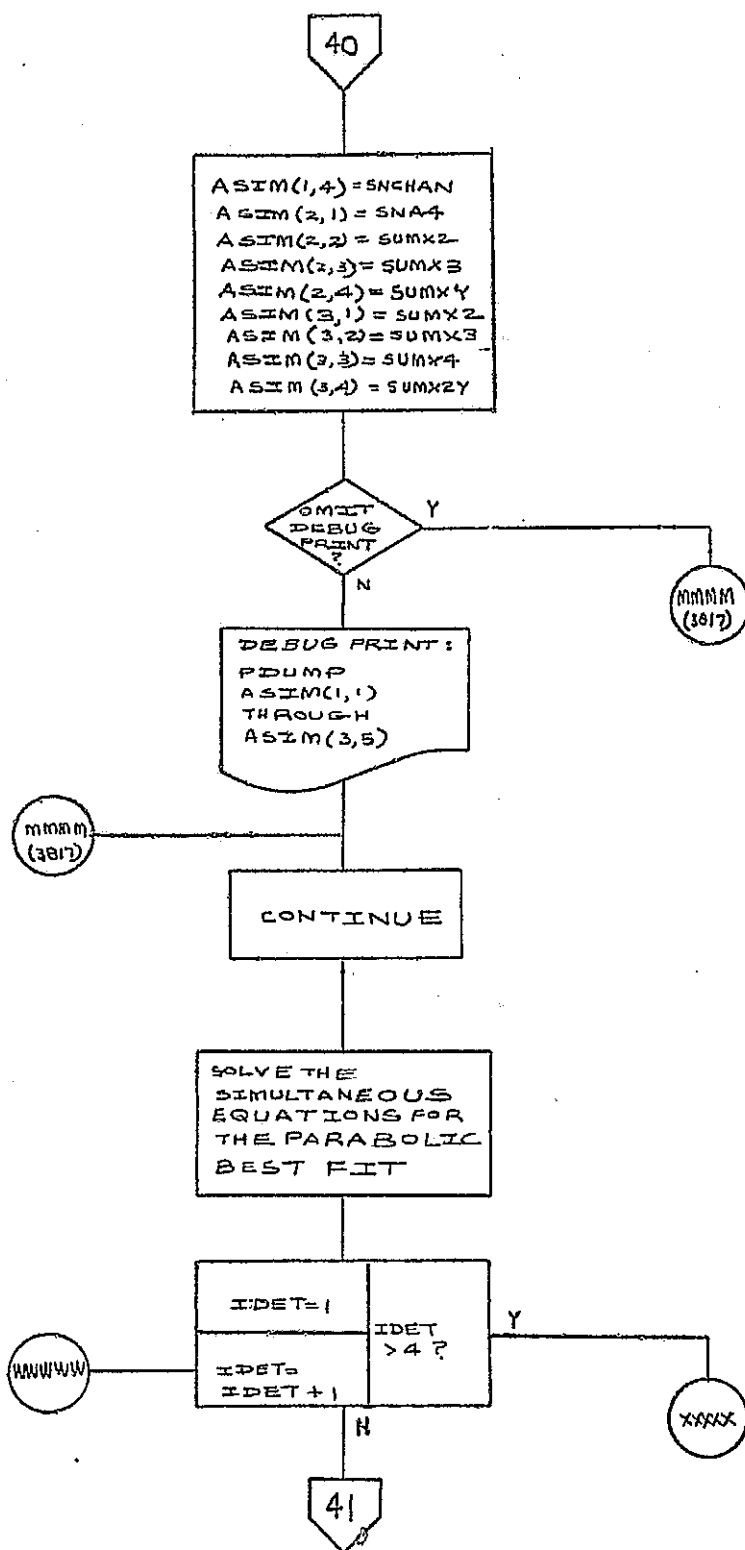 40
ASIM(1,4)=SNCHAN
ASIM(2,1)=SNA4
ASIM(2,2)=SUMX2
ASIM(2,3)=SUMX3
ASIM(2,4)=SUMXY
ASIM(3,1)=SUMX2
ASIM(3,2)=SUMX3
ASIM(3,3)=SUMX4
ASIM(3,4)=SUMX2Y
OMIT
DEBUG
PRINT
?
Y
N
MMMM
(3817)
DEBUG PRINT:
PDUMP
ASIM(1,1)
THROUGH
ASIM(3,5)
MMMM
(3817)
CONTINUE
SOLVE THE
SIMULTANEOUS
EQUATIONS FOR
THE PARABOLIC
BEST FIT
IDET=1
IDET
>4 ?
Y
IDET=
IDET+1
N
XXXXX
41